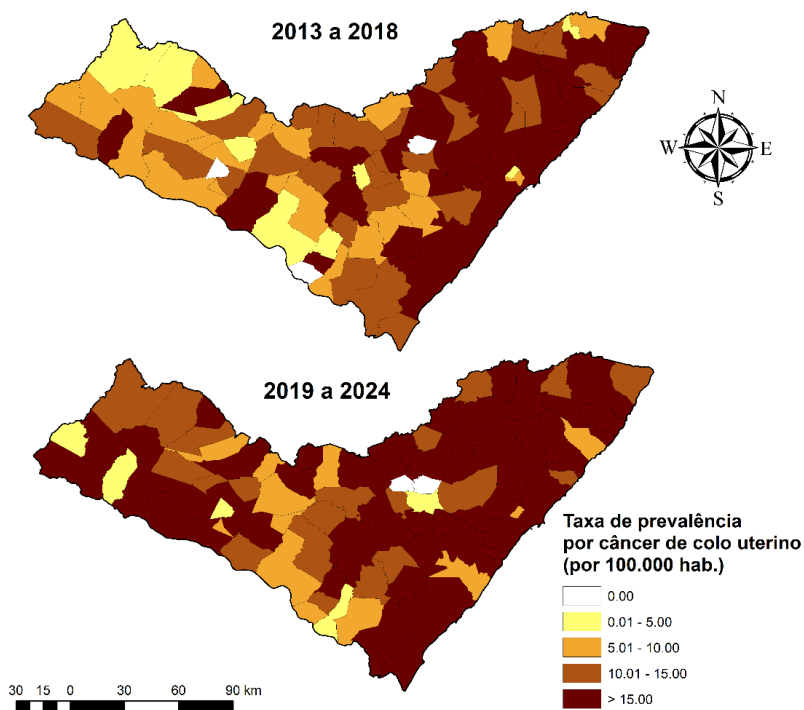 2013 a 2018
N
W
E
S
2019 a 2024
Taxa de prevalência
por câncer de colo uterino
(por 100.000 hab.)
0.00
0.01 - 5.00
5.01 - 10.00
10.01 - 15.00
> 15.00
30 15 0 30 60 90 km